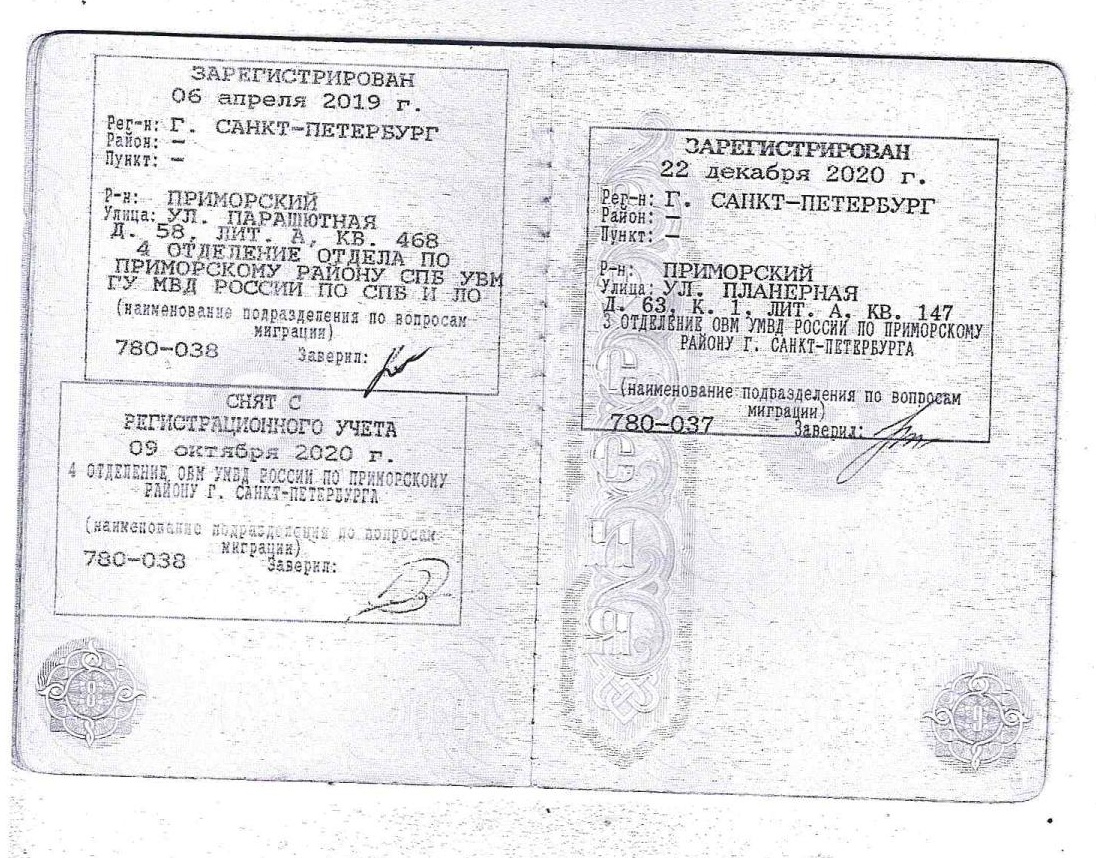 ЗАРЕГИСТРИРОВАН
06 апреля 2019 г.
Рег-н: Г. САНКТ-ПЕТЕРБУРГ
Район: —
Пункт: —
Р-н: ПРИМОРСКИЙ
Улица: УЛ. ПАРАШЮТНАЯ
Д. 58, ЛИТ. А, КВ. 468
4 ОТДЕЛЕНИЕ ОТДЕЛА ПО
ПРИМОРСКОМУ РАЙОНУ СПБ УВМ
ГУ МВД РОССИИ ПО СПБ И ЛО
(наименование подразделения по вопросам
миграции)
780-038 Заверил:
СНЯТ С
РЕГИСТРАЦИОННОГО УЧЕТА
09 октября 2020 г.
4 ОТДЕЛЕНИЕ ОВМ УМВД РОССИИ ПО ПРИМОРСКОМУ
РАЙОНУ Г. САНКТ-ПЕТЕРБУРГА
(наименование подразделения по вопросам
миграции)
780-038 Заверил:
8
ЗАРЕГИСТРИРОВАН
22 декабря 2020 г.
Рег-н: Г. САНКТ-ПЕТЕРБУРГ
Район: —
Пункт: —
Р-н: ПРИМОРСКИЙ
Улица: УЛ. ПЛАНЕРНАЯ
Д. 63, К. 1, ЛИТ. А, КВ. 147
3 ОТДЕЛЕНИЕ ОВМ УМВД РОССИИ ПО ПРИМОРСКОМУ
РАЙОНУ Г. САНКТ-ПЕТЕРБУРГА
(наименование подразделения по вопросам
миграции)
780-037 Заверил:
9